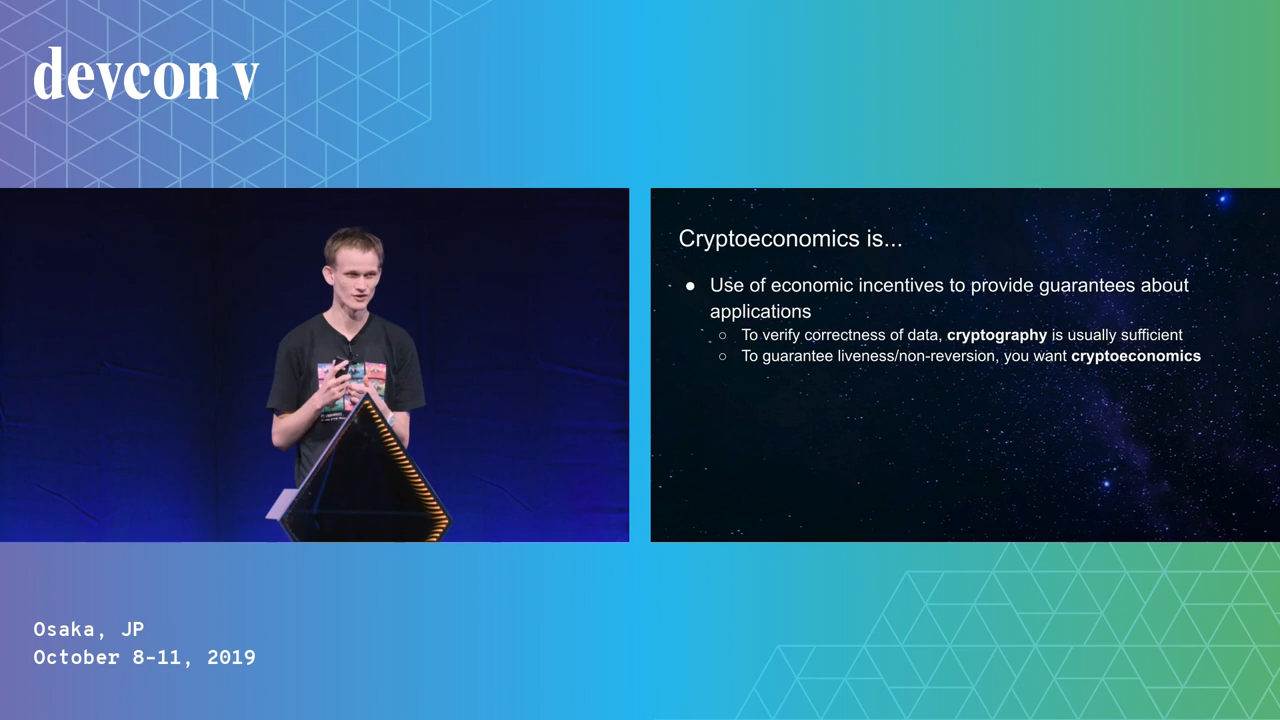 devcon v
Cryptoeconomics is...
● Use of economic incentives to provide guarantees about
applications
○ To verify correctness of data, cryptography is usually sufficient
○ To guarantee liveness/non-reversion, you want cryptoeconomics
Osaka, JP
October 8-11, 2019